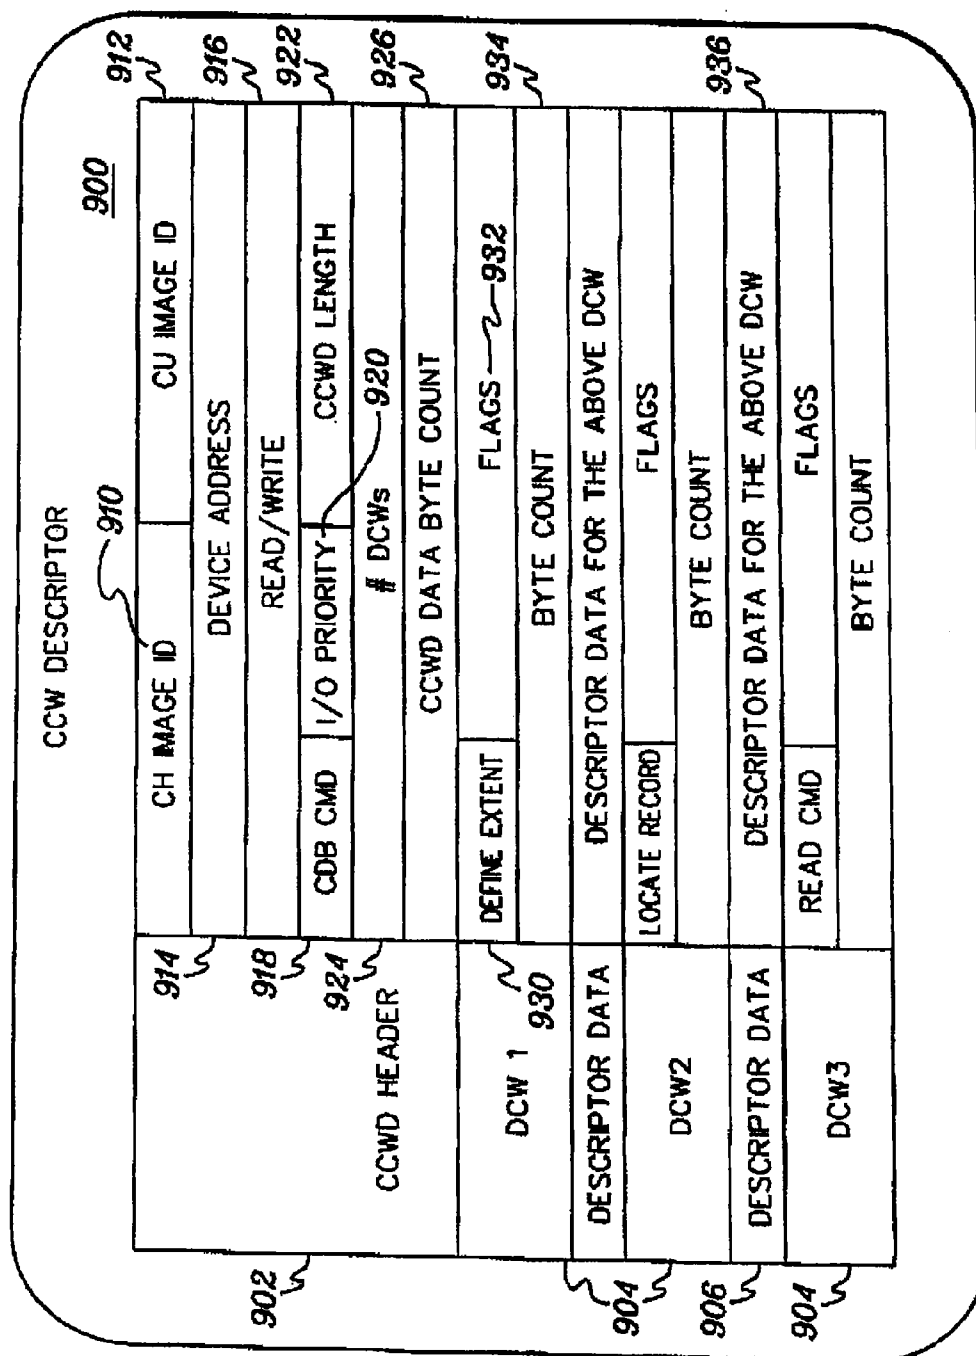 CCW DESCRIPTOR
900
910
912
CH IMAGE ID
CU IMAGE ID
914
DEVICE ADDRESS
916
READ/WRITE
922
918
CDB CMD
I/O PRIORITY
CCWD LENGTH
926
924
# DCWs
920
CCWD HEADER
902
CCWD DATA BYTE COUNT
DCW 1
930
DEFINE EXTENT
FLAGS
932
934
BYTE COUNT
DESCRIPTOR DATA
DESCRIPTOR DATA FOR THE ABOVE DCW
904
DCW2
LOCATE RECORD
FLAGS
BYTE COUNT
906
DESCRIPTOR DATA
DESCRIPTOR DATA FOR THE ABOVE DCW
936
904
DCW3
READ CMD
FLAGS
BYTE COUNT